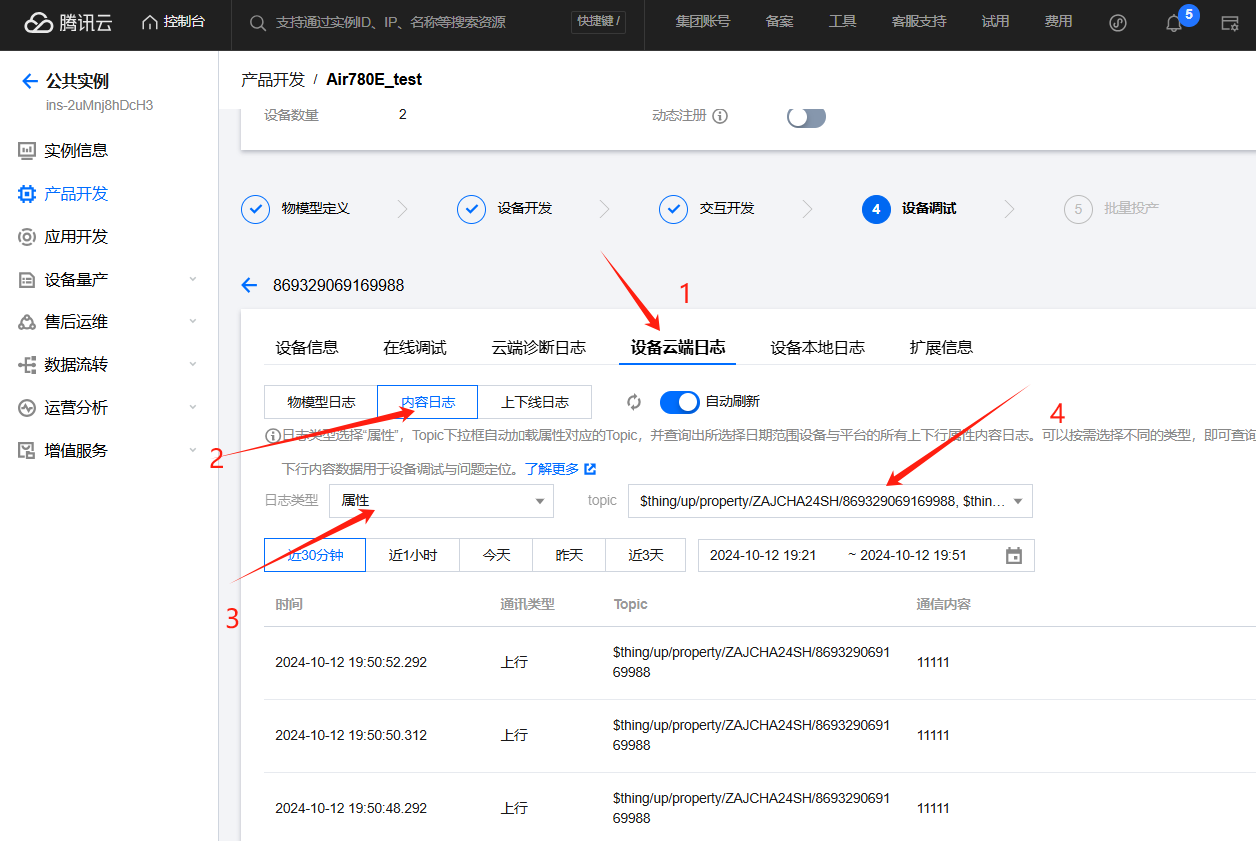 腾讯云 控制台 支持通过实例ID、IP、名称等搜索资源 快捷键 / 集团账号 备案 工具 客服支持 试用 费用 5
公共实例
ins-2uMnj8hDcH3
实例信息
产品开发
应用开发
设备量产
售后运维
数据流转
运营分析
增值服务
产品开发 / Air780E_test
设备数量 2 动态注册
物模型定义 设备开发 交互开发 4 设备调试 5 批量投产
869329069169988
1
设备信息 在线调试 云端诊断日志 设备云端日志 设备本地日志 扩展信息
物模型日志 内容日志 上下线日志 自动刷新
4
日志类型选择“属性”，Topic下拉框自动加载属性对应的Topic，并查询出所选择日期范围设备与平台的所有上下行属性内容日志。可以按需选择不同的类型，即可查询
2
下行内容数据用于设备调试与问题定位。了解更多
日志类型 属性 topic $thing/up/property/ZAJCHA24SH/869329069169988, $thin…
近30分钟 近1小时 今天 昨天 近3天 2024-10-12 19:21 ~ 2024-10-12 19:51
3
时间 通讯类型 Topic 通信内容
2024-10-12 19:50:52.292 上行 $thing/up/property/ZAJCHA24SH/8693290691
69988 11111
2024-10-12 19:50:50.312 上行 $thing/up/property/ZAJCHA24SH/8693290691
69988 11111
2024-10-12 19:50:48.292 上行 $thing/up/property/ZAJCHA24SH/8693290691
69988 11111